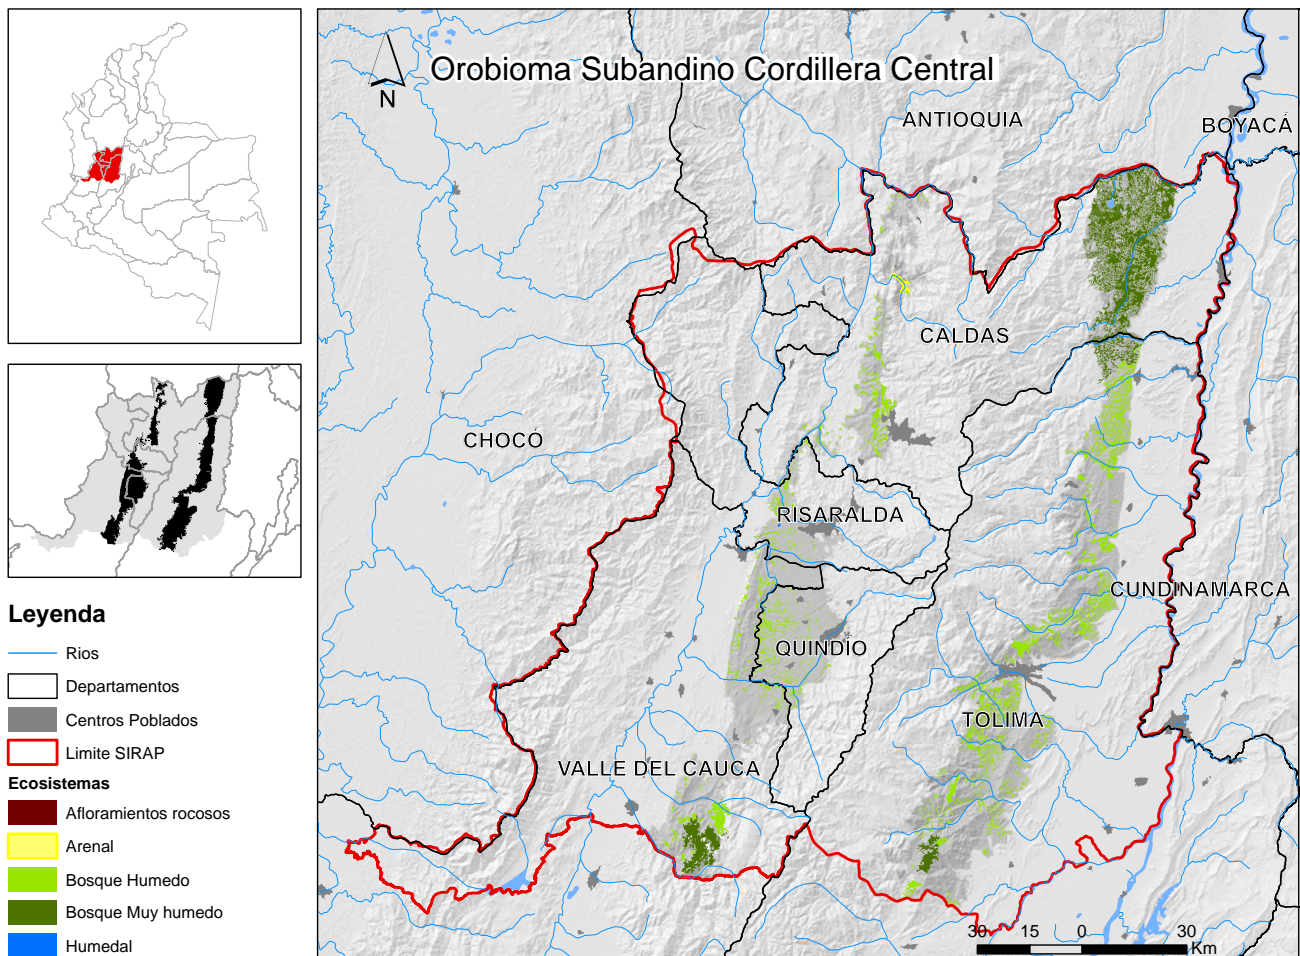 Orobioma Subandino Cordillera Central
N
ANTIOQUIA
BOYACÁ
CALDAS
CHOCÓ
RISARALDA
CUNDINAMARCA
QUINDÍO
TOLIMA
VALLE DEL CAUCA
30 15 0 30
Km
Leyenda
Rios
Departamentos
Centros Poblados
Limite SIRAP
Ecosistemas
Afloramientos rocosos
Arenal
Bosque Humedo
Bosque Muy humedo
Humedal